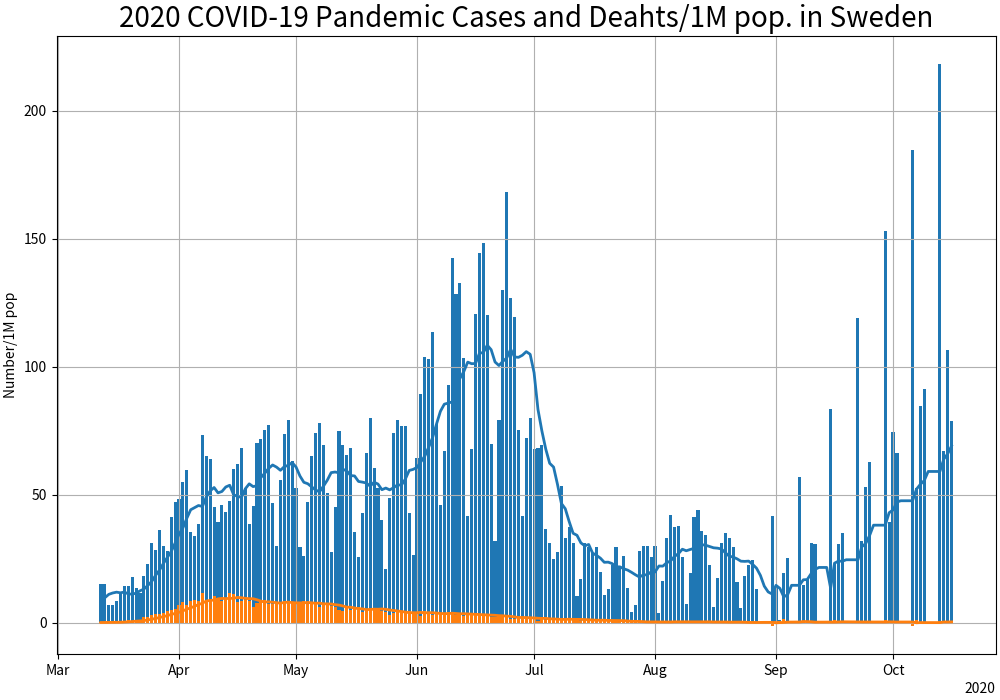 2020 COVID-19 Pandemic Cases and Deahts/1M pop. in Sweden
Number/1M pop
200
150
100
50
0
Mar Apr May Jun Jul Aug Sep Oct
2020